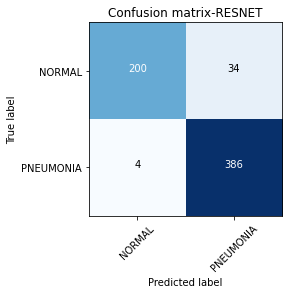 Confusion matrix-RESNET
True label
NORMAL
200 34
PNEUMONIA
4 386
NORMAL
PNEUMONIA
Predicted label